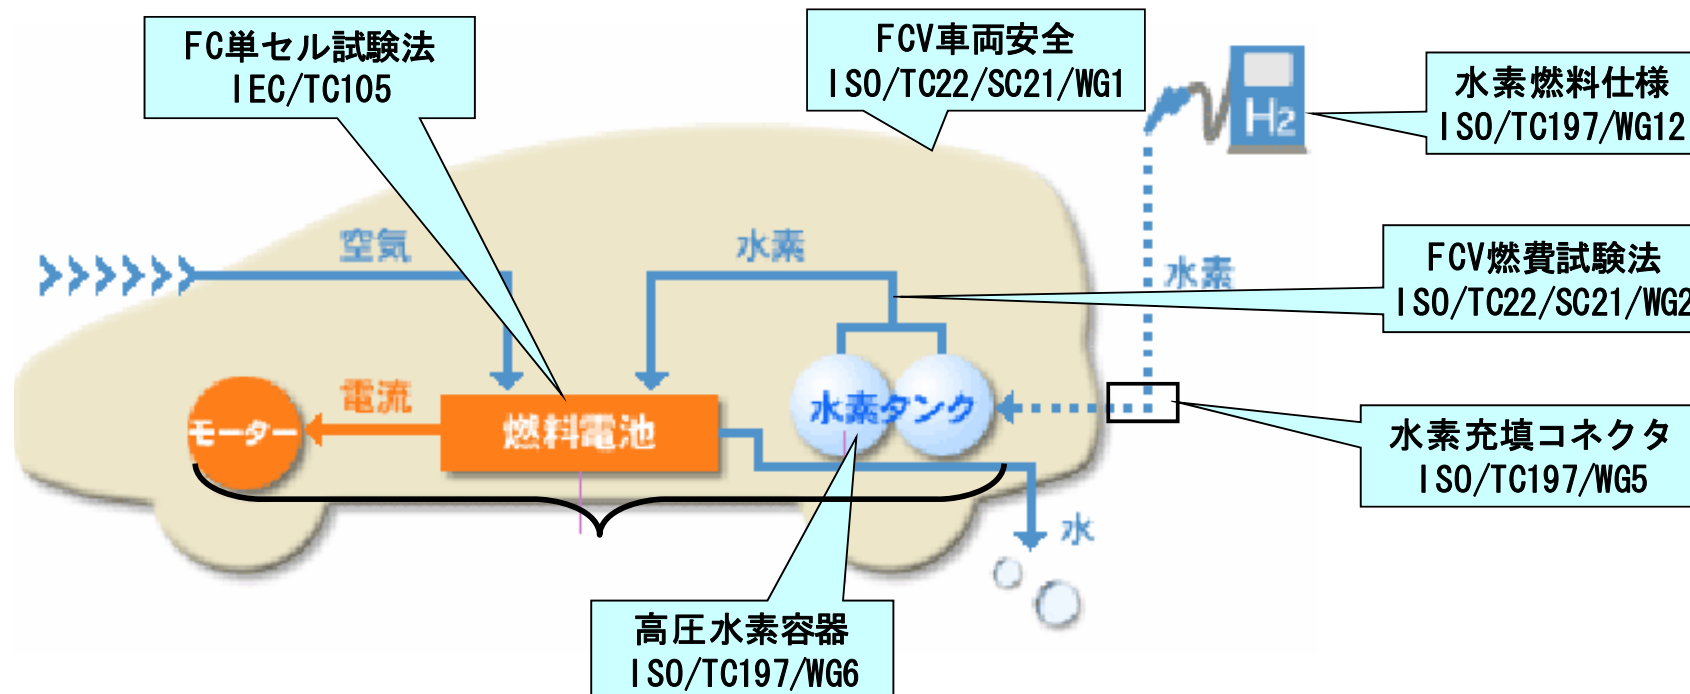 FC単セル試験法
IEC/TC105
FCV車両安全
ISO/TC22/SC21/WG1
H2
水素燃料仕様
ISO/TC197/WG12
空気
水素
水素
FCV燃費試験法
ISO/TC22/SC21/WG2
電流
モーター
燃料電池
水素タンク
水素充填コネクタ
ISO/TC197/WG5
水
高圧水素容器
ISO/TC197/WG6